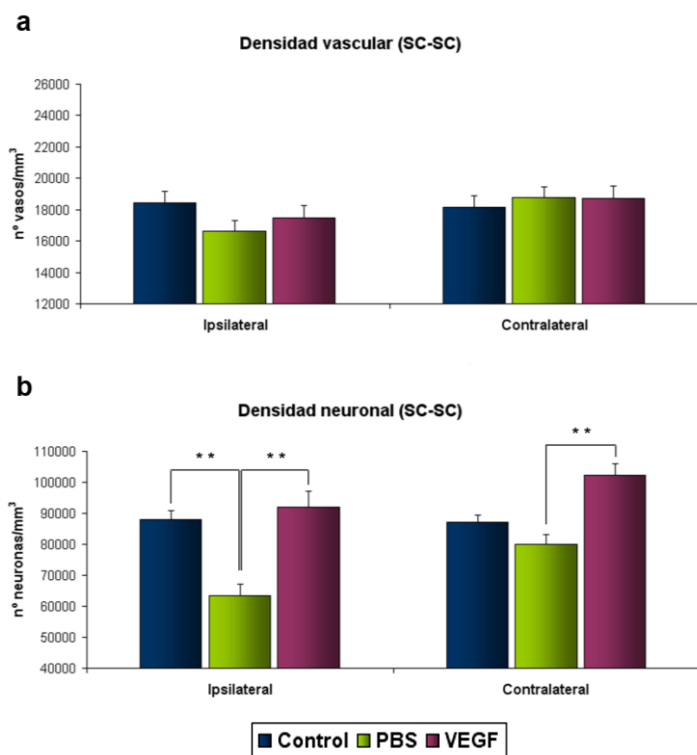 a
Densidad vascular (SC-SC)
nº vasos/mm³
26000
24000
22000
20000
18000
16000
14000
12000
Ipsilateral
Contralateral
b
Densidad neuronal (SC-SC)
nº neuronas/mm³
110000
100000
90000
80000
70000
60000
50000
40000
* *
* *
* *
Ipsilateral
Contralateral
Control PBS VEGF